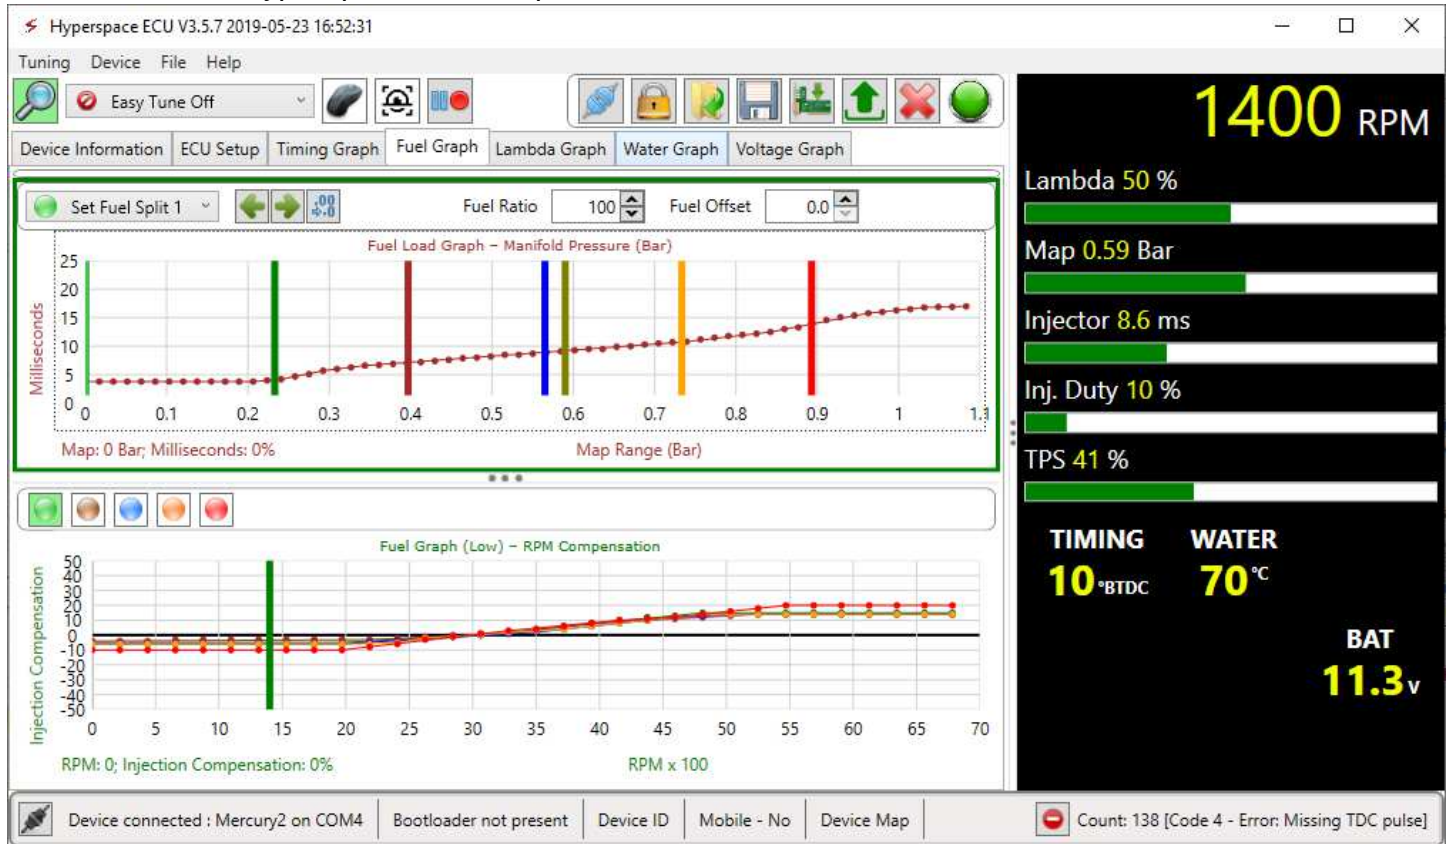 Hyperspace ECU V3.5.7 2019-05-23 16:52:31
Tuning Device File Help
Easy Tune Off
Device Information ECU Setup Timing Graph Fuel Graph Lambda Graph Water Graph Voltage Graph
Set Fuel Split 1 .00 →.0 Fuel Ratio 100 Fuel Offset 0.0
Fuel Load Graph – Manifold Pressure (Bar)
Milliseconds
25
20
15
10
5
0
0 0.1 0.2 0.3 0.4 0.5 0.6 0.7 0.8 0.9 1 1.1
Map: 0 Bar; Milliseconds: 0% Map Range (Bar)
Fuel Graph (Low) – RPM Compensation
Injection Compensation
50
40
30
20
10
0
-10
-20
-30
-40
-50
0 5 10 15 20 25 30 35 40 45 50 55 60 65 70
RPM: 0; Injection Compensation: 0% RPM x 100
1400 RPM
Lambda 50 %
Map 0.59 Bar
Injector 8.6 ms
Inj. Duty 10 %
TPS 41 %
TIMING WATER
10 °BTDC 70 °C
BAT
11.3 v
Device connected : Mercury2 on COM4 Bootloader not present Device ID Mobile - No Device Map Count: 138 [Code 4 - Error: Missing TDC pulse]